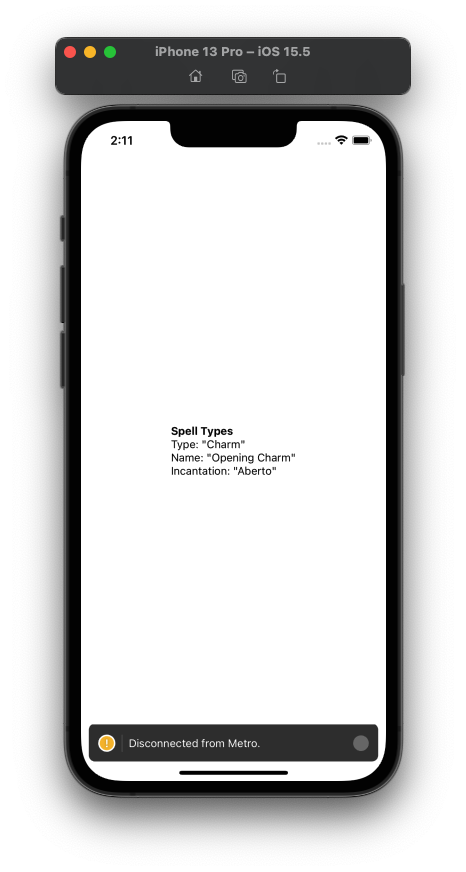 iPhone 13 Pro – iOS 15.5
2:11
Spell Types
Type: "Charm"
Name: "Opening Charm"
Incantation: "Aberto"
Disconnected from Metro.